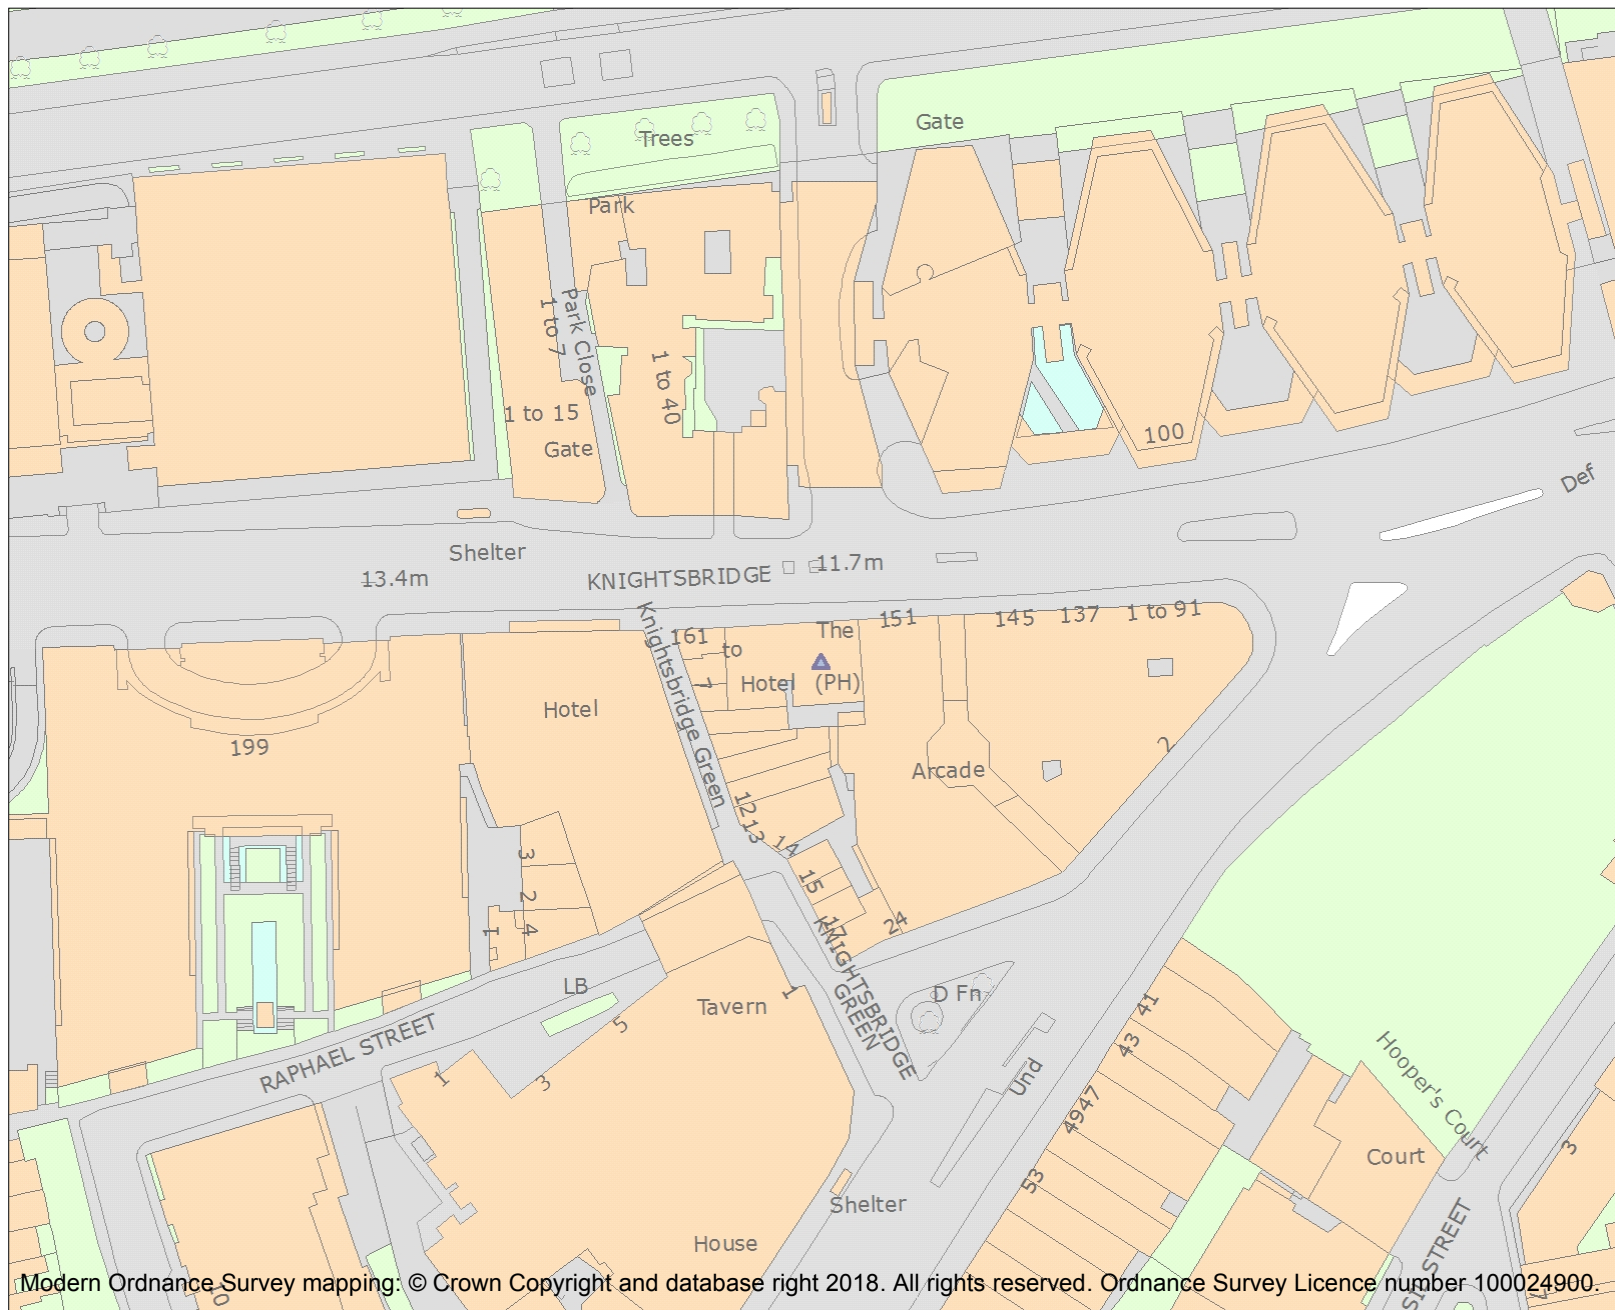 Gate
Trees
Park
Park Close
1 to 7
1 to 40
1 to 15
Gate
100
Def
Shelter
13.4m
KNIGHTSBRIDGE
11.7m
Knightsbridge Green
161
to
The
151
145
137
1 to 91
7
Hotel
(PH)
Hotel
199
2
Arcade
12
13
14
15
17
24
3
2
1
4
KNIGHTSBRIDGE
GREEN
LB
Tavern
1
D Fn
5
RAPHAEL STREET
1
3
Und
41
43
4947
53
Hooper's Court
Court
3
Shelter
House
10
STREET
Modern Ordnance Survey mapping: © Crown Copyright and database right 2018. All rights reserved. Ordnance Survey Licence number 100024900.